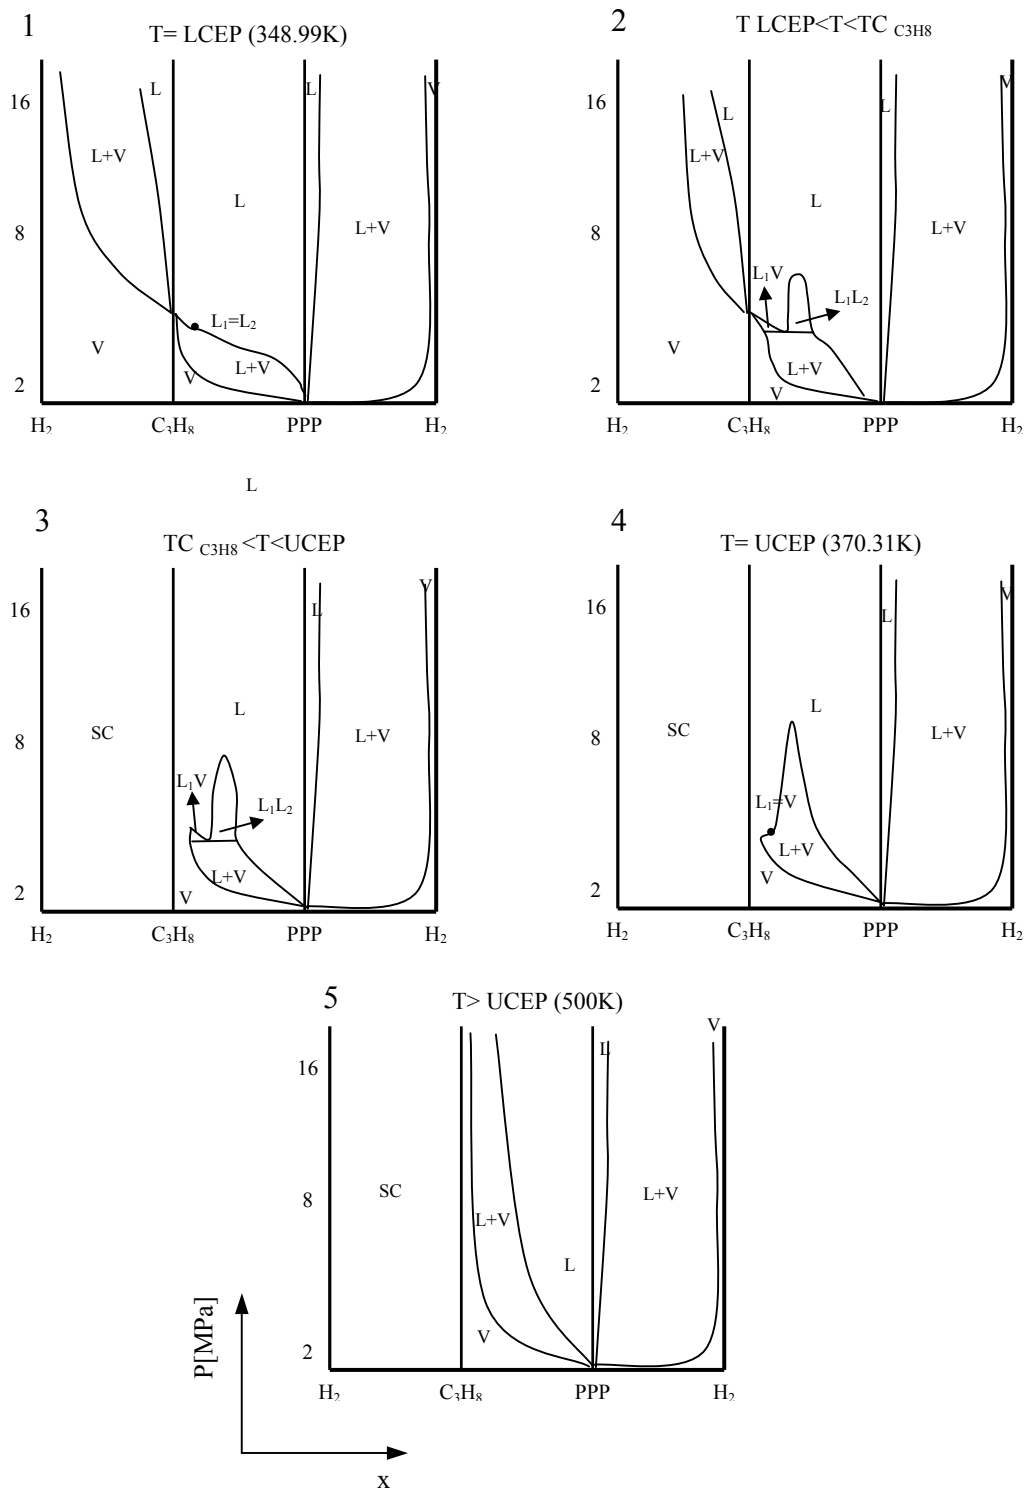 1
T= LCEP (348.99K)
16
8
2
L+V
L
V
L
L₁=L₂
L+V
V
L
L+V
V
H₂ C₃H₈ PPP H₂
2
T LCEP<T<TC C3H8
16
8
2
L+V
L
V
L
L₁V
L₁L₂
L+V
V
L
L+V
V
H₂ C₃H₈ PPP H₂
L
3
TC C3H8 <T<UCEP
16
8
2
SC
L
L₁V
L₁L₂
L+V
V
L
L+V
V
H₂ C₃H₈ PPP H₂
4
T= UCEP (370.31K)
16
8
2
SC
L
L₁=V
L+V
V
L
L+V
V
H₂ C₃H₈ PPP H₂
5
T> UCEP (500K)
16
8
2
SC
L+V
L
V
L
L+V
V
H₂ C₃H₈ PPP H₂
P[MPa]
x